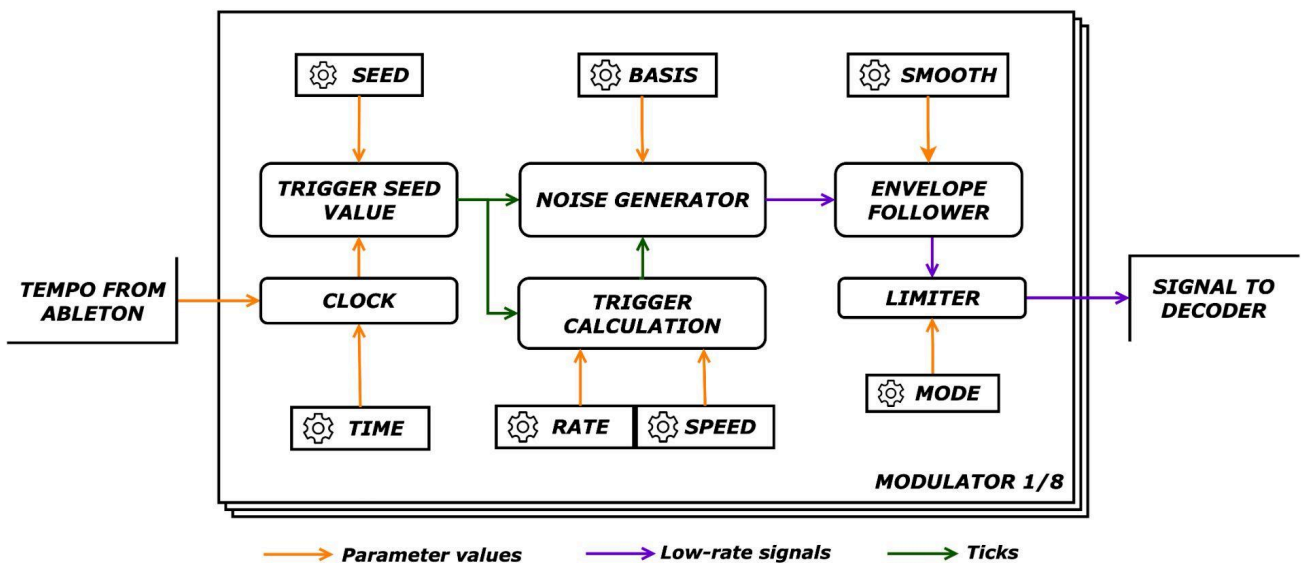 SEED
BASIS
SMOOTH
TRIGGER SEED
VALUE
NOISE GENERATOR
ENVELOPE
FOLLOWER
TEMPO FROM
ABLETON
CLOCK
TRIGGER
CALCULATION
LIMITER
SIGNAL TO
DECODER
TIME
RATE
SPEED
MODE
MODULATOR 1/8
Parameter values
Low-rate signals
Ticks